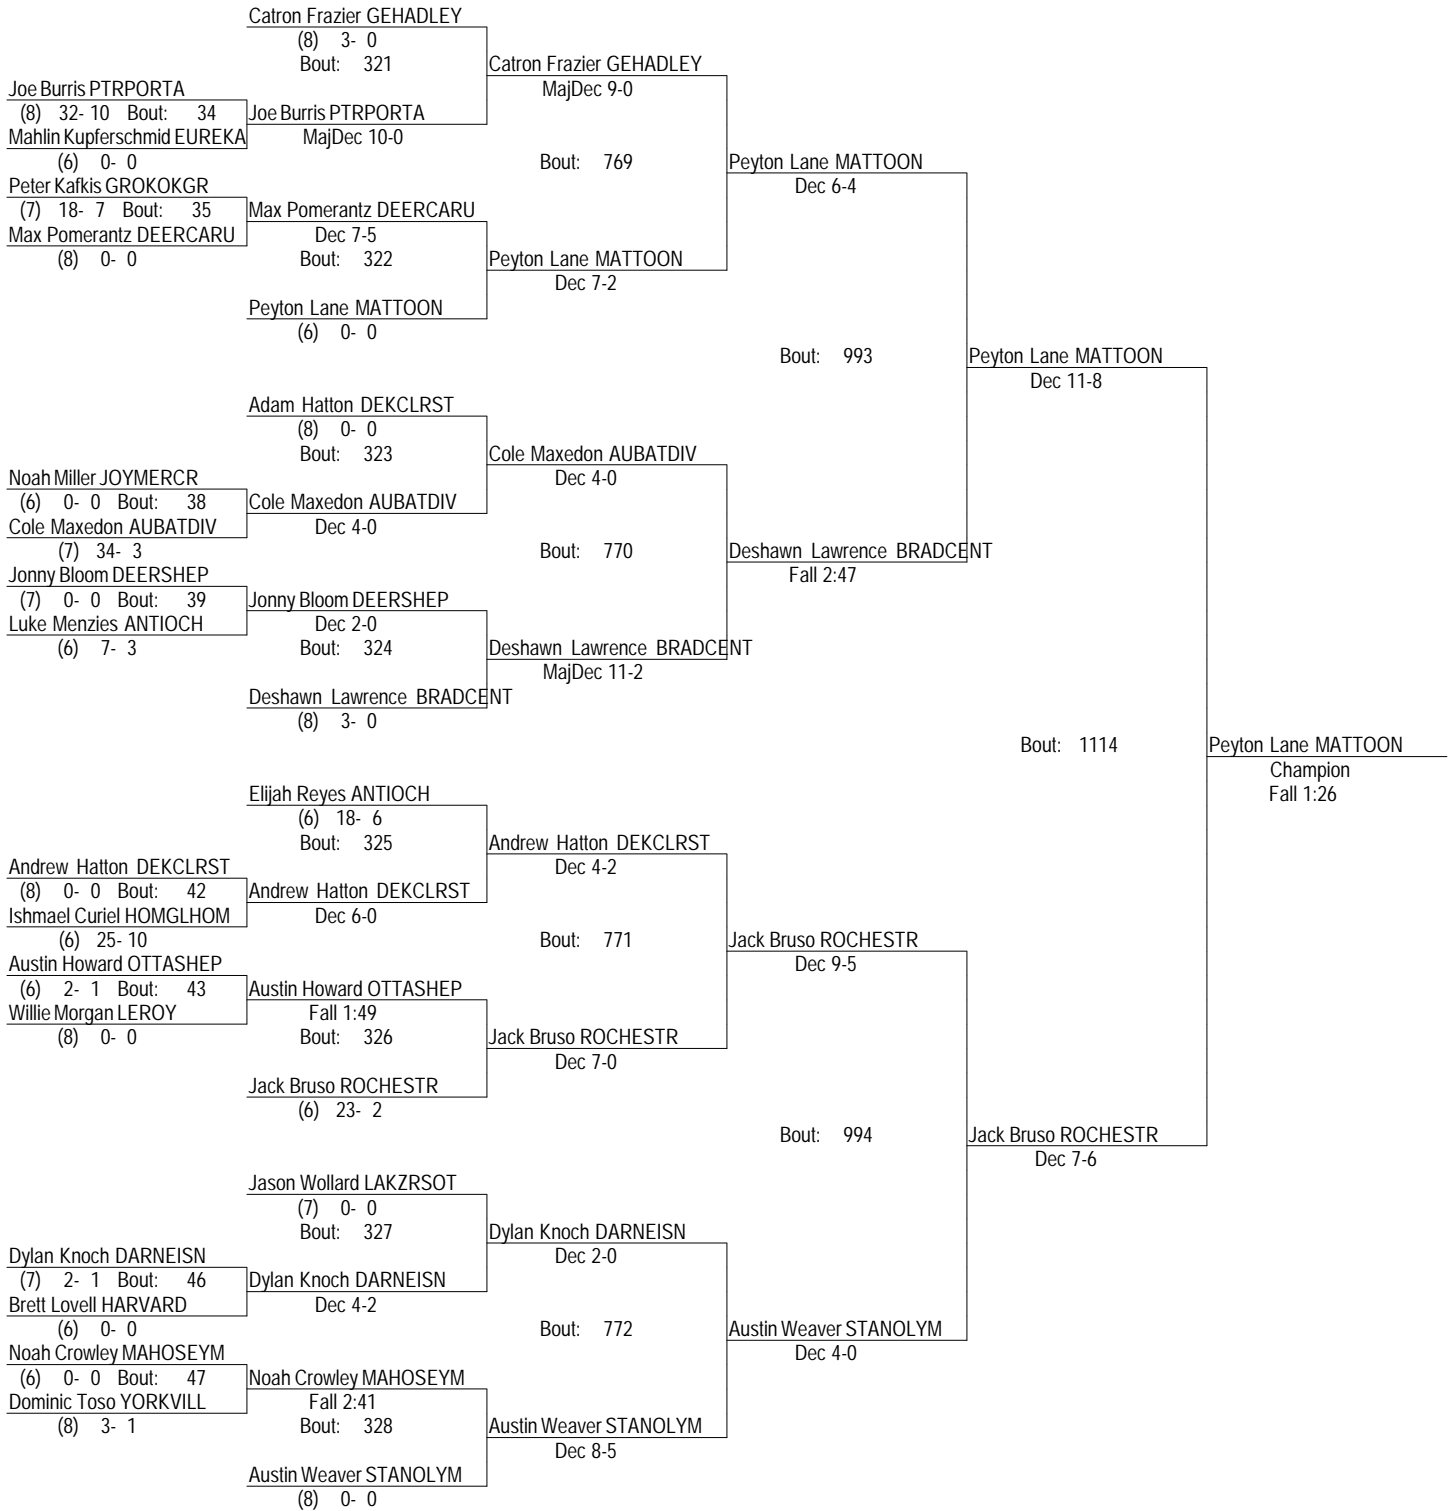 Catron Frazier GEHADLEY
(8) 3- 0
Bout: 321
Catron Frazier GEHADLEY
MajDec 9-0
Joe Burris PTRPORTA
(8) 32- 10 Bout: 34
Joe Burris PTRPORTA
MajDec 10-0
Mahlin Kupferschmid EUREKA
(6) 0- 0
Bout: 769
Peyton Lane MATTOON
Dec 6-4
Peter Kafkis GROKOKGR
(7) 18- 7 Bout: 35
Max Pomerantz DEERCARU
Dec 7-5
Max Pomerantz DEERCARU
(8) 0- 0
Bout: 322
Peyton Lane MATTOON
Dec 7-2
Peyton Lane MATTOON
(6) 0- 0
Bout: 993
Peyton Lane MATTOON
Dec 11-8
Adam Hatton DEKCLRST
(8) 0- 0
Bout: 323
Cole Maxedon AUBATDIV
Dec 4-0
Noah Miller JOYMERCR
(6) 0- 0 Bout: 38
Cole Maxedon AUBATDIV
Dec 4-0
Cole Maxedon AUBATDIV
(7) 34- 3
Bout: 770
Deshawn Lawrence BRADCENT
Fall 2:47
Jonny Bloom DEERSHEP
(7) 0- 0 Bout: 39
Jonny Bloom DEERSHEP
Dec 2-0
Luke Menzies ANTIOCH
(6) 7- 3
Bout: 324
Deshawn Lawrence BRADCENT
MajDec 11-2
Deshawn Lawrence BRADCENT
(8) 3- 0
Bout: 1114
Peyton Lane MATTOON
Champion
Fall 1:26
Elijah Reyes ANTIOCH
(6) 18- 6
Bout: 325
Andrew Hatton DEKCLRST
Dec 4-2
Andrew Hatton DEKCLRST
(8) 0- 0 Bout: 42
Andrew Hatton DEKCLRST
Dec 6-0
Ishmael Curiel HOMGLHOM
(6) 25- 10
Bout: 771
Jack Bruso ROCHESTR
Dec 9-5
Austin Howard OTTASHEP
(6) 2- 1 Bout: 43
Austin Howard OTTASHEP
Fall 1:49
Willie Morgan LEROY
(8) 0- 0
Bout: 326
Jack Bruso ROCHESTR
Dec 7-0
Jack Bruso ROCHESTR
(6) 23- 2
Bout: 994
Jack Bruso ROCHESTR
Dec 7-6
Jason Wollard LAKZRSOT
(7) 0- 0
Bout: 327
Dylan Knoch DARNEISN
Dec 2-0
Dylan Knoch DARNEISN
(7) 2- 1 Bout: 46
Dylan Knoch DARNEISN
Dec 4-2
Brett Lovell HARVARD
(6) 0- 0
Bout: 772
Austin Weaver STANOLYM
Dec 4-0
Noah Crowley MAHOSEYM
(6) 0- 0 Bout: 47
Noah Crowley MAHOSEYM
Fall 2:41
Dominic Toso YORKVILL
(8) 3- 1
Bout: 328
Austin Weaver STANOLYM
Dec 8-5
Austin Weaver STANOLYM
(8) 0- 0